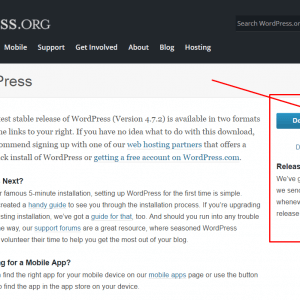 SS.ORG
Search WordPress.or
Mobile Support Get Involved About Blog Hosting
Press
test stable release of WordPress (Version 4.7.2) is available in two formats
links to your right. If you have no idea what to do with this download,
commend signing up with one of our web hosting partners that offers a
ck install of WordPress or getting a free account on WordPress.com.
Next?
r famous 5-minute installation, setting up WordPress for the first time is simple.
reated a handy guide to see you through the installation process. If you're upgrading
sting installation, we've got a guide for that, too. And should you run into any trouble
e way, our support forums are a great resource, where seasoned WordPress
volunteer their time to help you get the most out of your blog.
g for a Mobile App?
find the right app for your mobile device on our mobile apps page or use the button
to find the app in the app store on your device.
Do
D
Releas
We've g
we sen
whenev
release